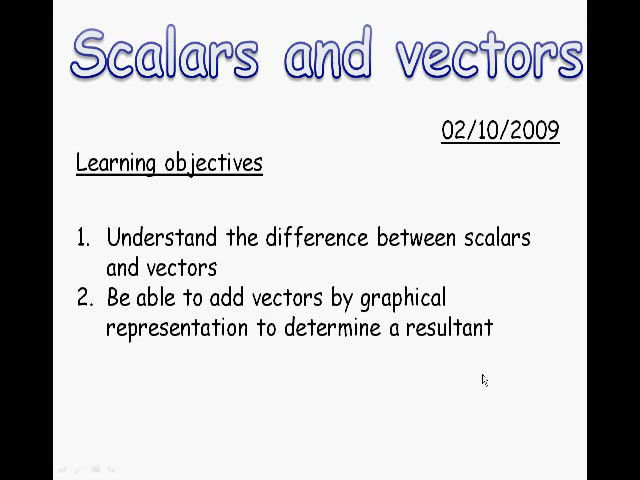 Scalars and vectors
02/10/2009
Learning objectives
1. Understand the difference between scalars
and vectors
2. Be able to add vectors by graphical
representation to determine a resultant